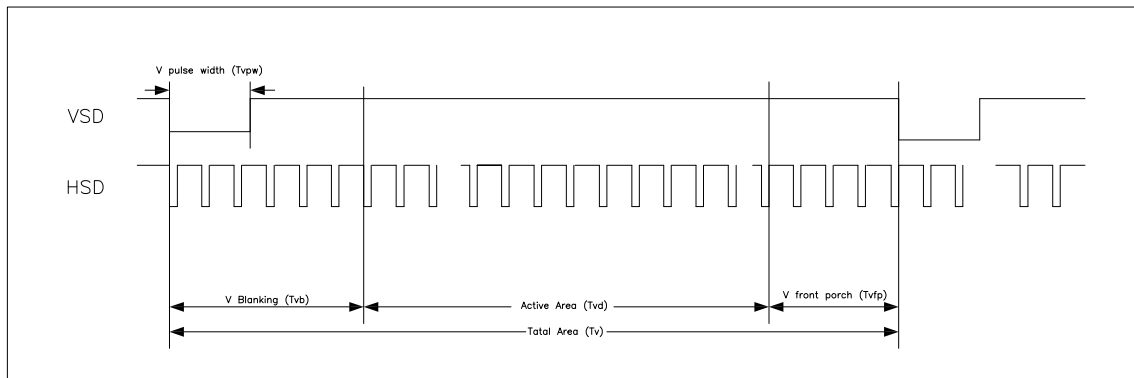 V pulse width (Tvpw)
VSD
HSD
V Blanking (Tvb)
Active Area (Tvd)
V front porch (Tvfp)
Tatal Area (Tv)